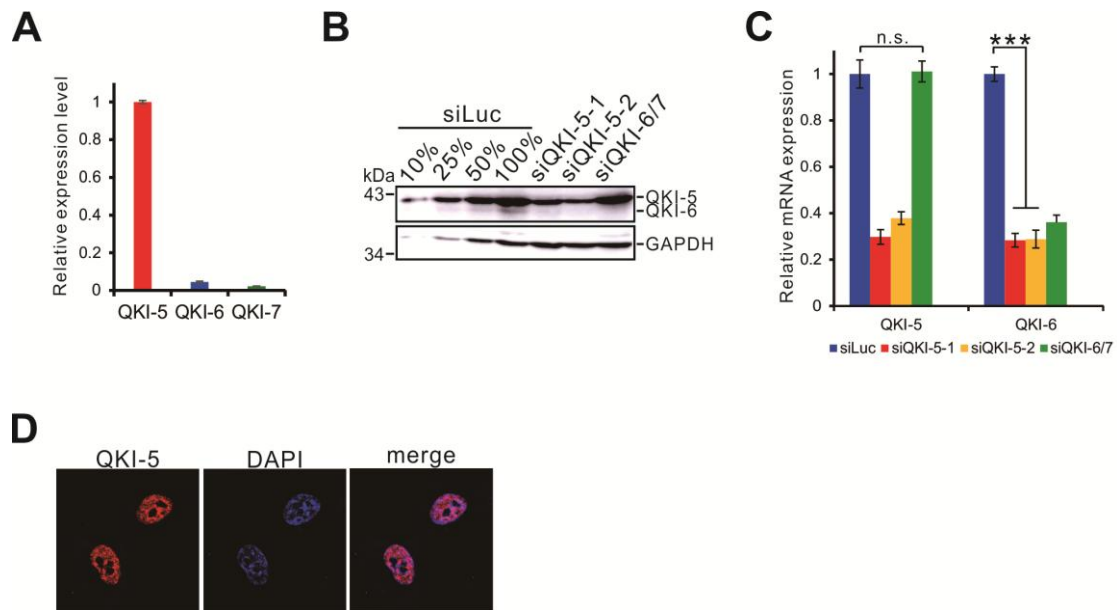 A
Relative expression level
1
0.8
0.6
0.4
0.2
0
QKI-5 QKI-6 QKI-7
B
siLuc
10% 25% 50% 100% siQKI-5-1 siQKI-5-2 siQKI-6/7
kDa
43
QKI-5
QKI-6
GAPDH
34
C
n.s.
***
Relative mRNA expression
1
0.8
0.6
0.4
0.2
0
QKI-5 QKI-6
siLuc siQKI-5-1 siQKI-5-2 siQKI-6/7
D
QKI-5 DAPI merge